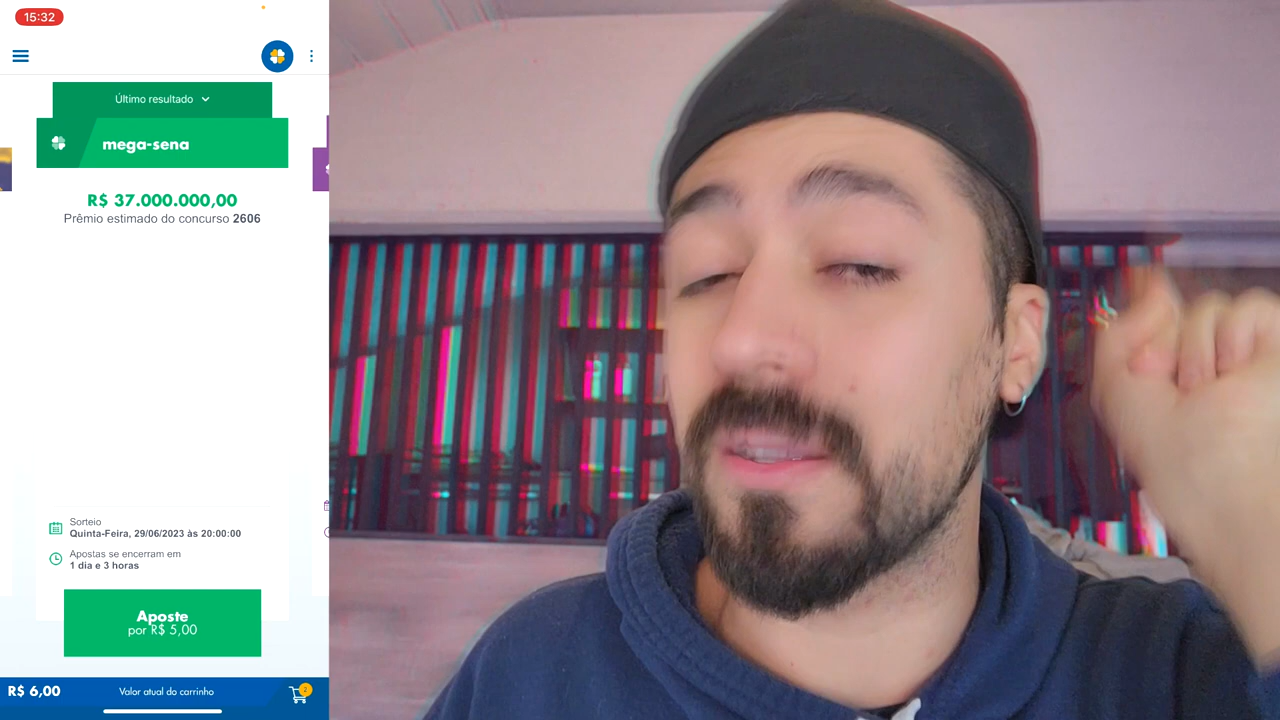 15:32
Último resultado
mega-sena
R$ 37.000.000,00
Prêmio estimado do concurso 2606
Sorteio
Quinta-Feira, 29/06/2023 às 20:00:00
Apostas se encerram em
1 dia e 3 horas
Aposte
por R$ 5,00
R$ 6,00 Valor atual do carrinho 2